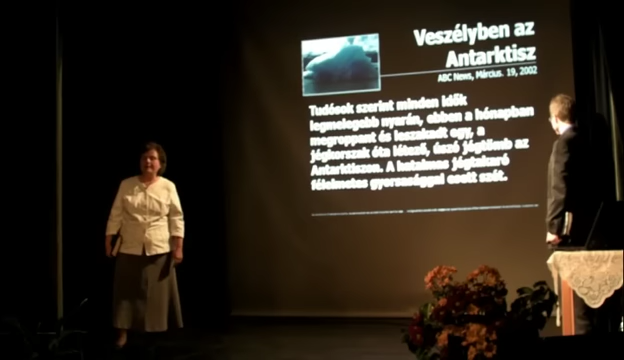 Veszélyben az
Antarktisz
ABC News, Március. 19, 2002
Tudósok szerint minden idők
legmelegebb nyarán, ebben a hónapban
megroppant és leszakadt egy, a
jégkorszak óta létező, úszó jégtömb az
Antarktiszon. A hatalmas jégtakaró
félelmetes gyorsasággal esett szét.